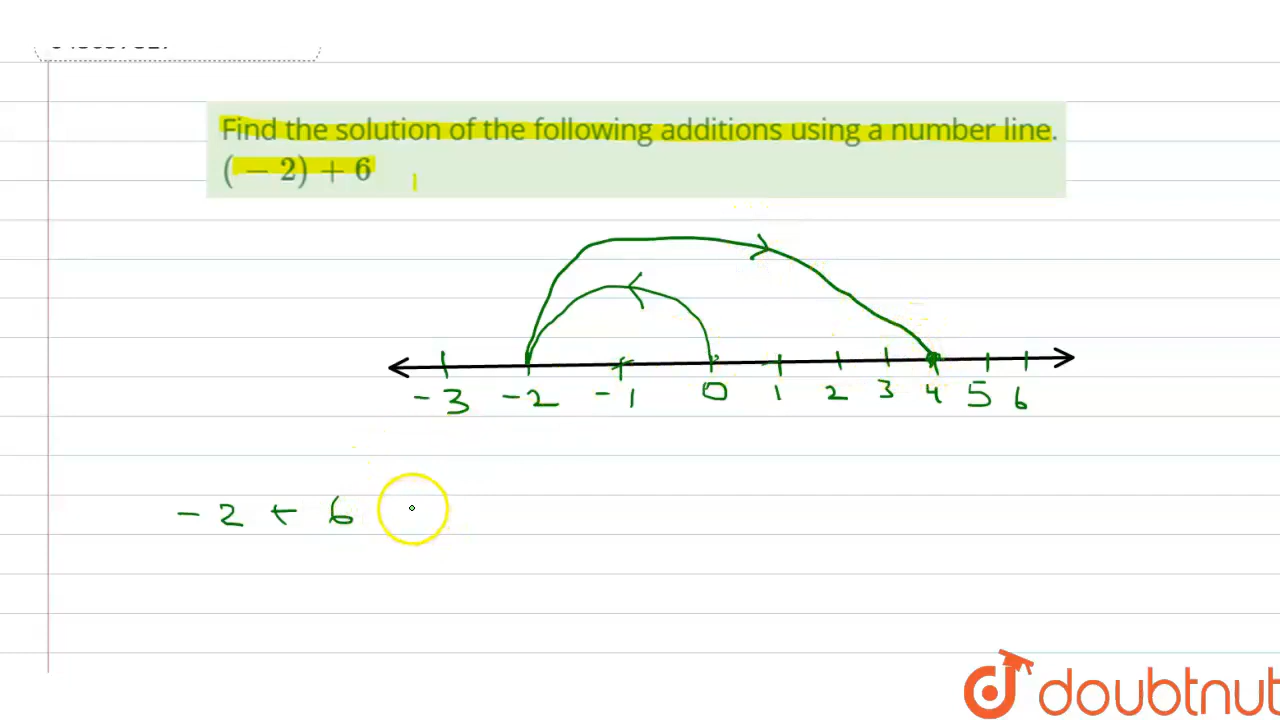 Find the solution of the following additions using a number line.
(−2)+6
-3 -2 -1 0 1 2 3 4 5 6
-2 + 6
doubtnut